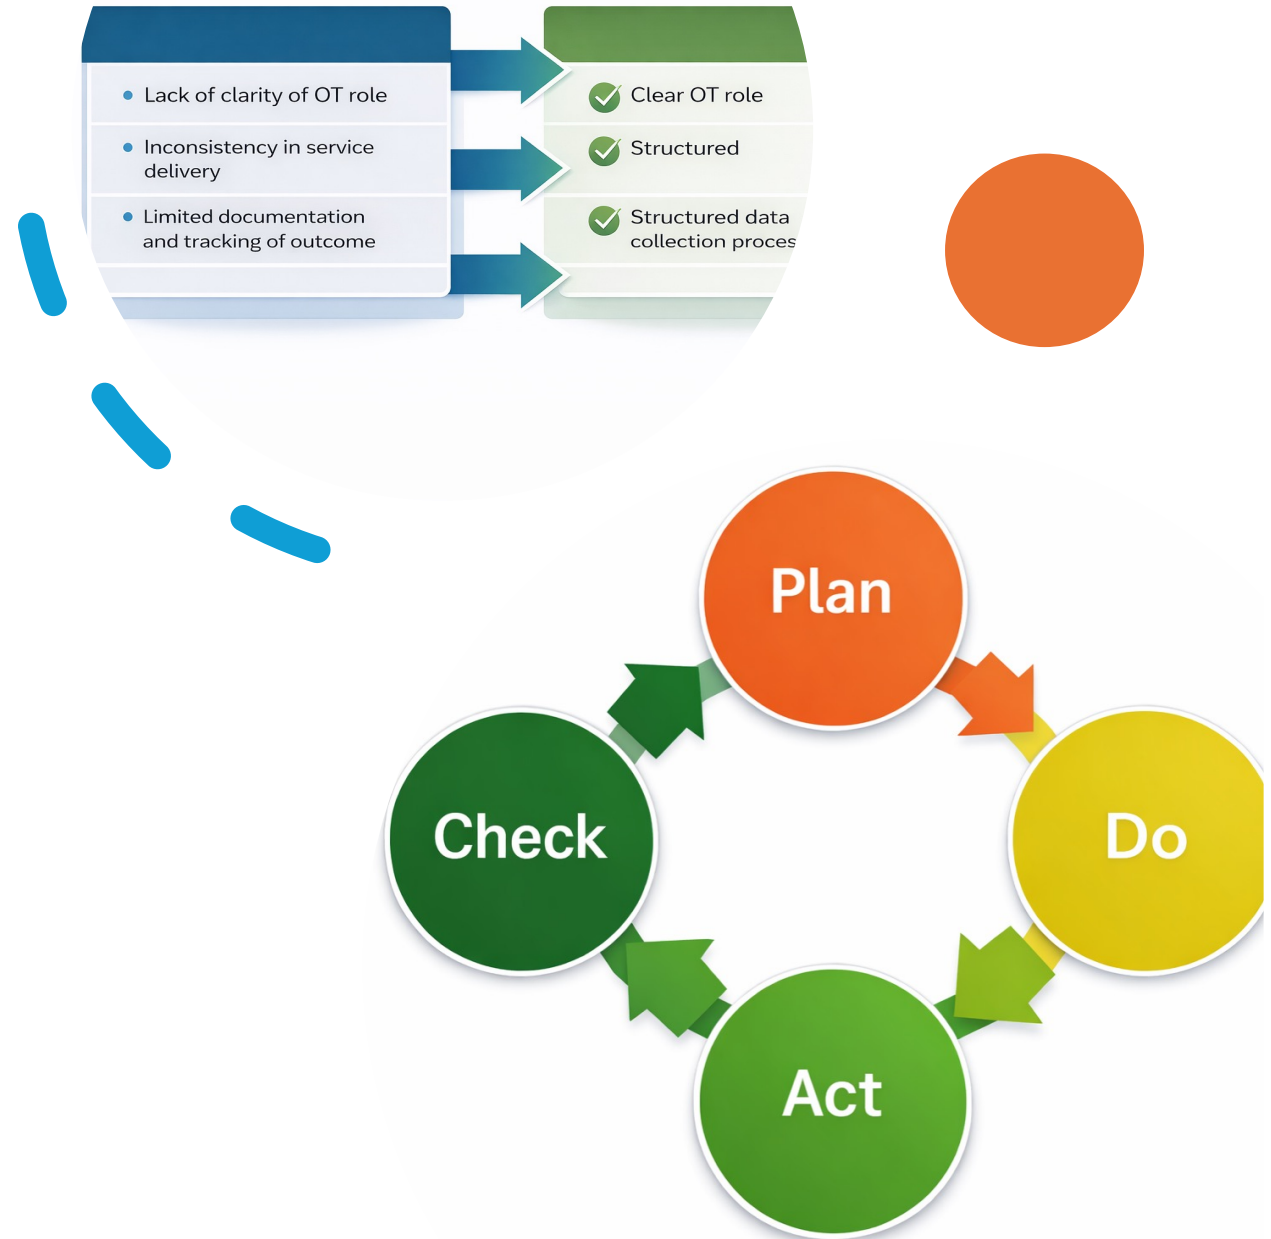 Lack of clarity of OT role
Inconsistency in service
delivery
Limited documentation
and tracking of outcome
Clear OT role
Structured
Structured data
collection proces
Plan
Do
Check
Act